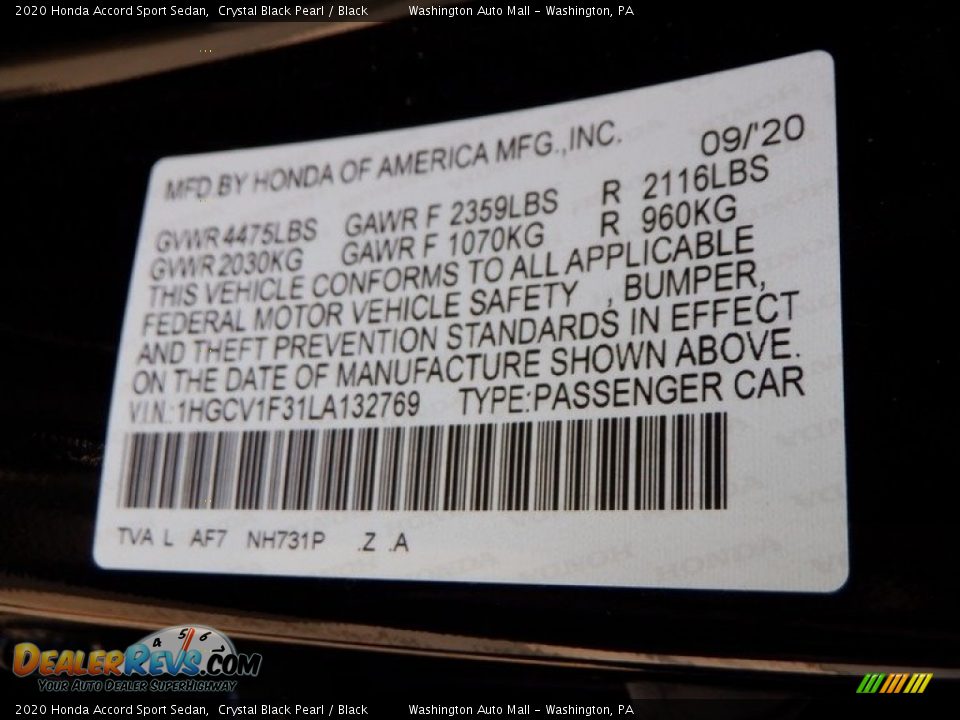 2020 Honda Accord Sport Sedan, Crystal Black Pearl / Black Washington Auto Mall - Washington, PA
MFD.BY HONDA OF AMERICA MFG.,INC. 09/'20
GVWR 4475LBS GAWR F 2359LBS R 2116LBS
GVWR 2030KG GAWR F 1070KG R 960KG
THIS VEHICLE CONFORMS TO ALL APPLICABLE
FEDERAL MOTOR VEHICLE SAFETY , BUMPER,
AND THEFT PREVENTION STANDARDS IN EFFECT
ON THE DATE OF MANUFACTURE SHOWN ABOVE.
V.I.N.:1HGCV1F31LA132769 TYPE:PASSENGER CAR
TVA L AF7 NH731P .Z .A
4 5 6
DEALERREVS.COM
YOUR AUTO DEALER SUPERHIGHWAY
2020 Honda Accord Sport Sedan, Crystal Black Pearl / Black Washington Auto Mall - Washington, PA